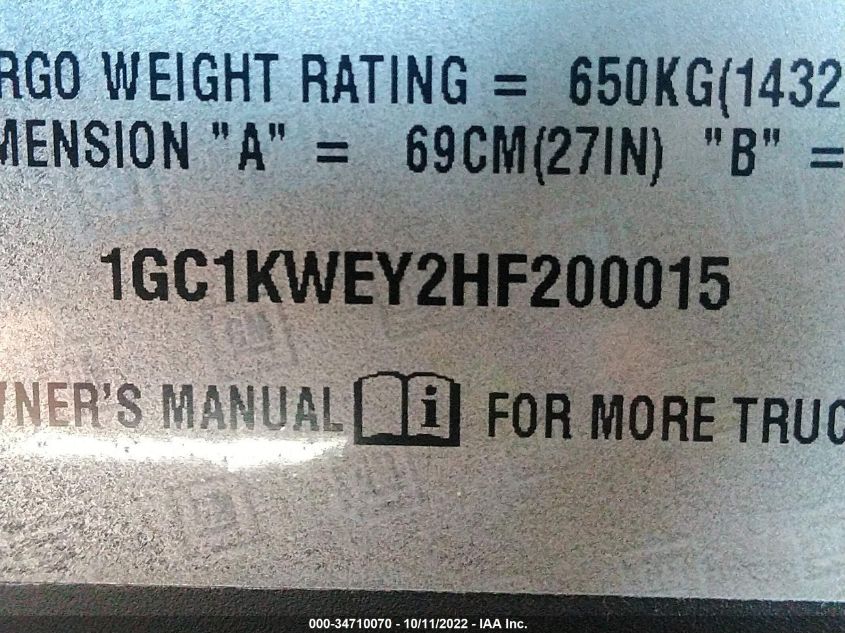 RGO WEIGHT RATING = 650KG(1432
MENSION "A" = 69CM(27IN) "B" =
1GC1KWEY2HF200015
NER'S MANUAL i FOR MORE TRUC
000-34710070 - 10/11/2022 - IAA Inc.